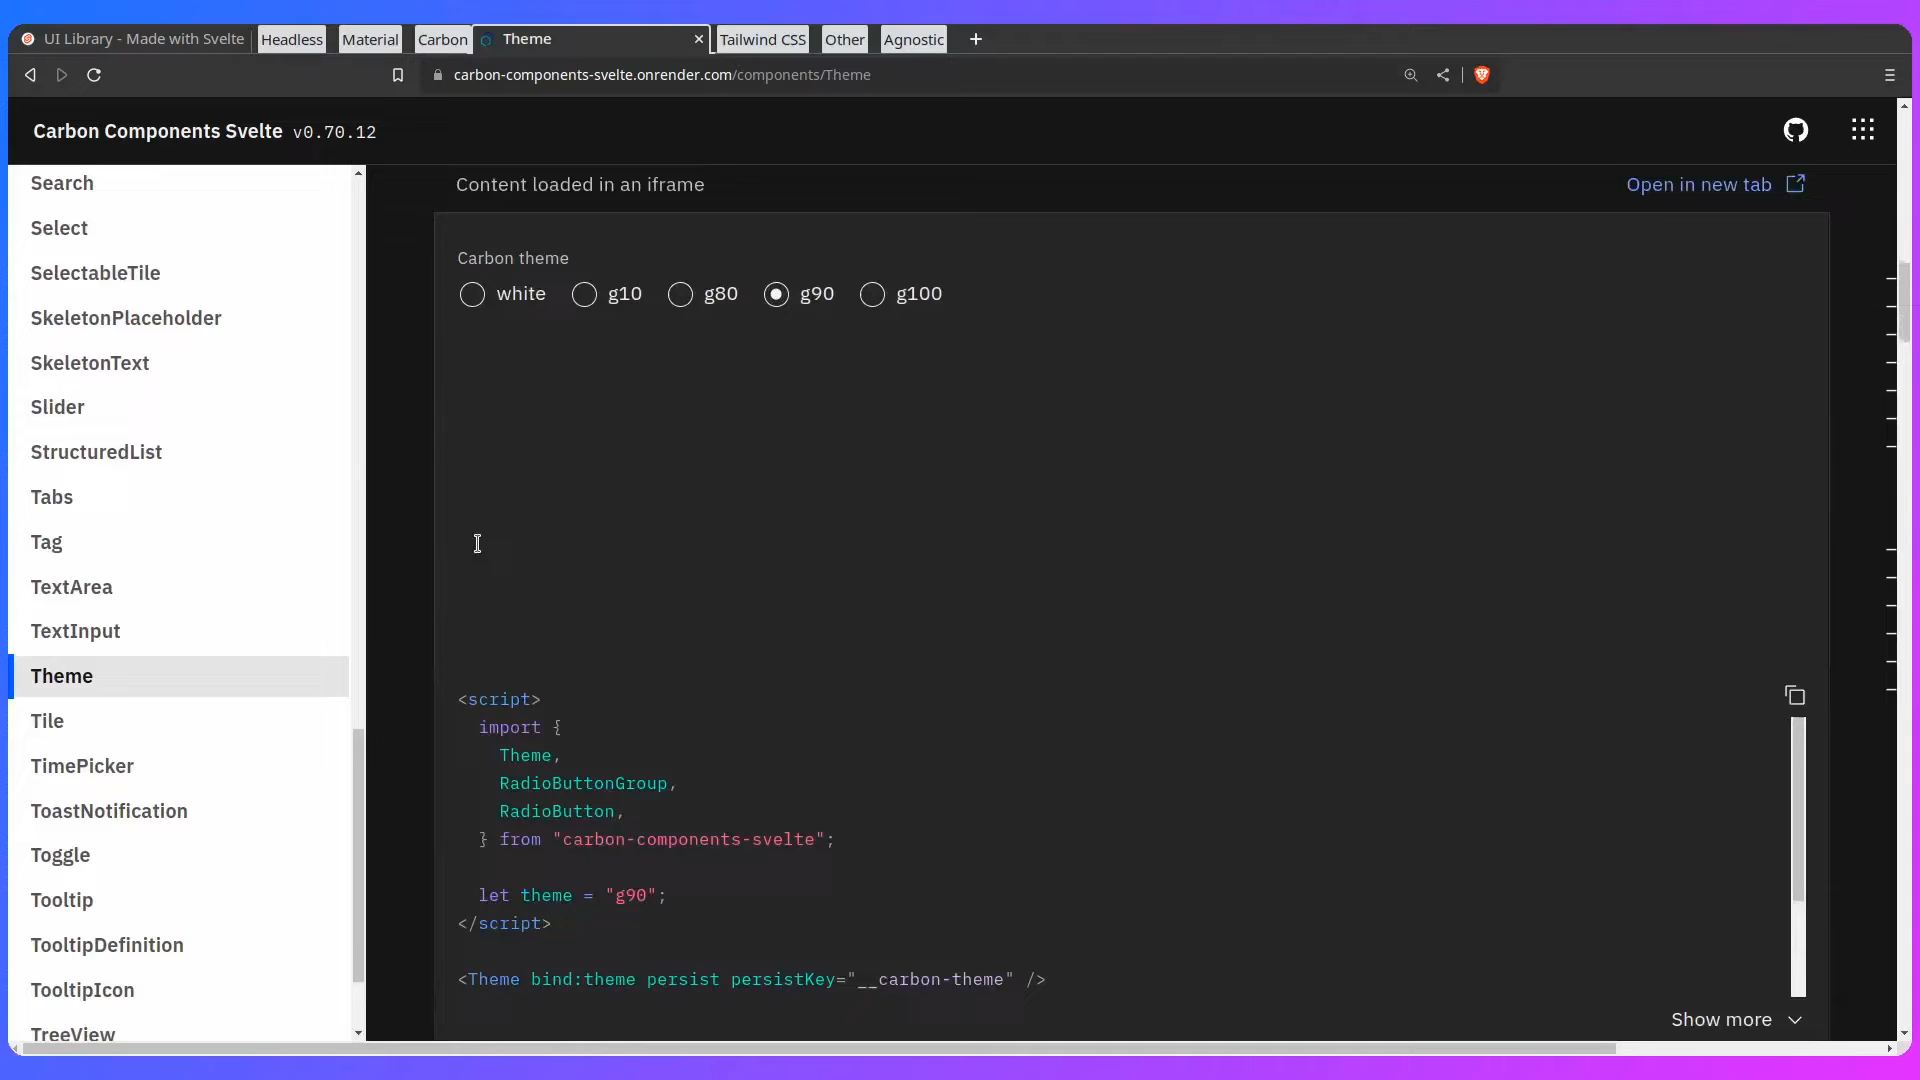 UI Library - Made with Svelte
Headless
Material
Carbon
Theme
Tailwind CSS
Other
Agnostic
carbon-components-svelte.onrender.com/components/Theme
Carbon Components Svelte v0.70.12
Search
Select
SelectableTile
SkeletonPlaceholder
SkeletonText
Slider
StructuredList
Tabs
Tag
TextArea
TextInput
Theme
Tile
TimePicker
ToastNotification
Toggle
Tooltip
TooltipDefinition
TooltipIcon
TreeView
Content loaded in an iframe
Open in new tab
Carbon theme
white g10 g80 g90 g100
<script>
import {
Theme,
RadioButtonGroup,
RadioButton,
} from "carbon-components-svelte";
let theme = "g90";
</script>
<Theme bind:theme persist persistKey="__carbon-theme" />
Show more